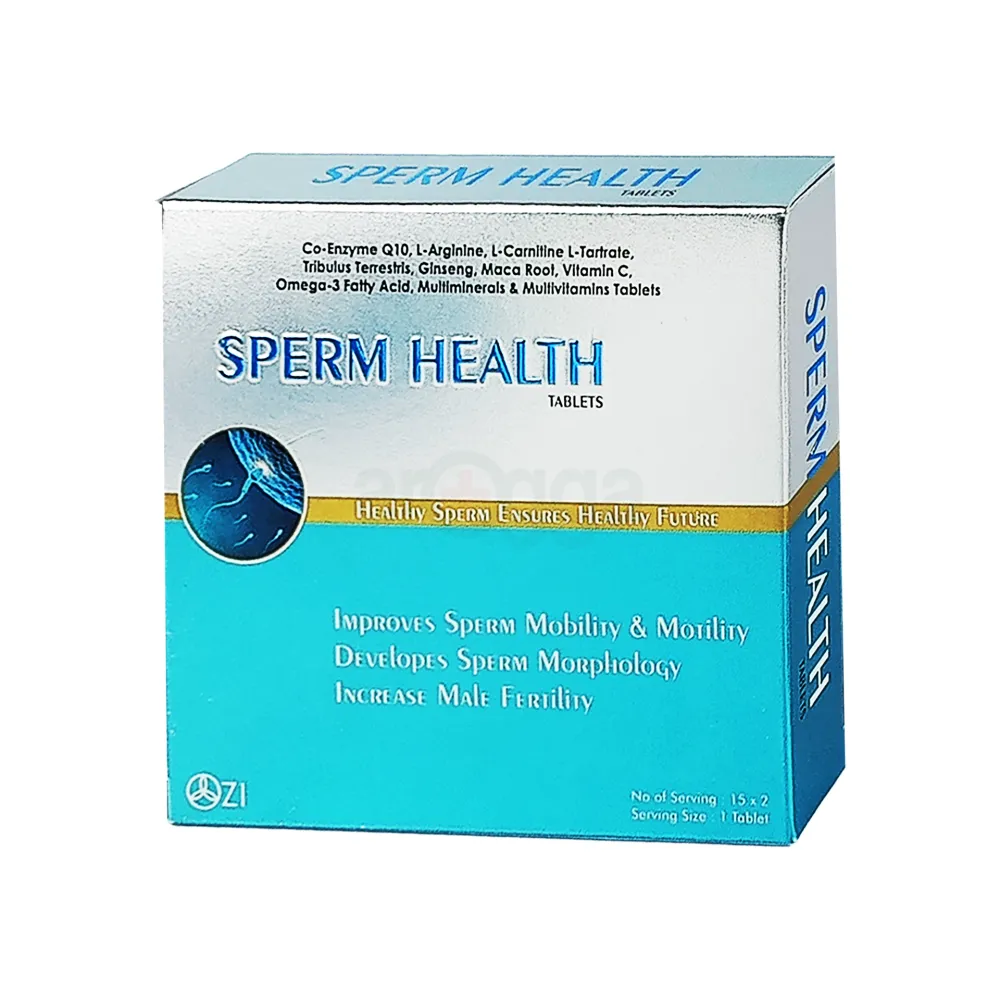 SPERM HEALTH
TABLETS
Co-Enzyme Q10, L-Arginine, L-Carnitine L-Tartrate,
Tribulus Terrestris, Ginseng, Maca Root, Vitamin C,
Omega-3 Fatty Acid, Multiminerals & Multivitamins Tablets
SPERM HEALTH
TABLETS
arogga
Healthy Sperm Ensures Healthy Future
Improves Sperm Mobility & Motility
Developes Sperm Morphology
Increase Male Fertility
ZI
No of Serving : 15 x 2
Serving Size : 1 Tablet
SPERM HEALTH
TABLETS